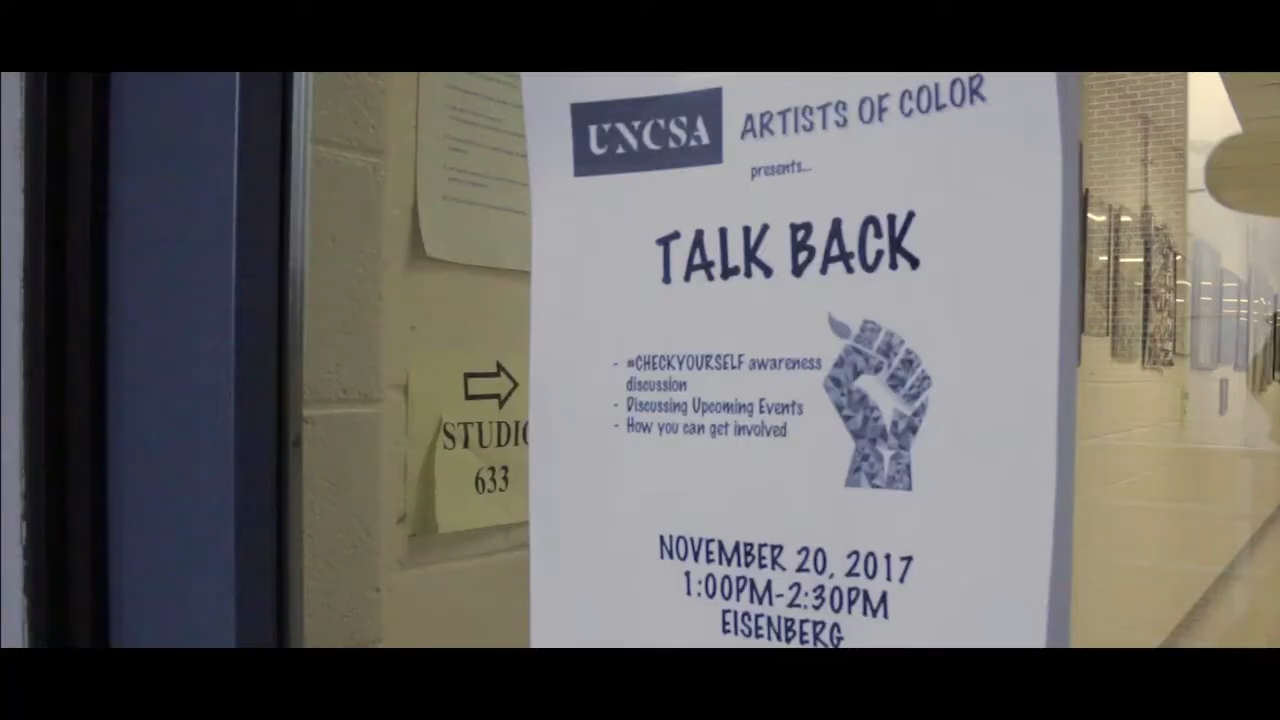 UNCSA ARTISTS OF COLOR
presents...
TALK BACK
- #CHECKYOURSELF awareness
discussion
- Discussing Upcoming Events
- How you can get involved
NOVEMBER 20, 2017
1:00PM-2:30PM
EISENBERG
STUDIO
633